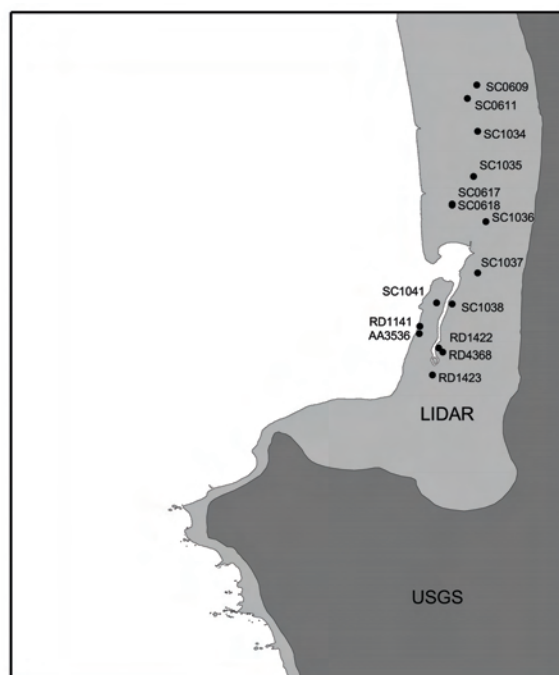 SC0609
SC0611
SC1034
SC1035
SC0617
SC0618
SC1036
SC1037
SC1041
SC1038
RD1141
AA3536
RD1422
RD4368
RD1423
LIDAR
USGS